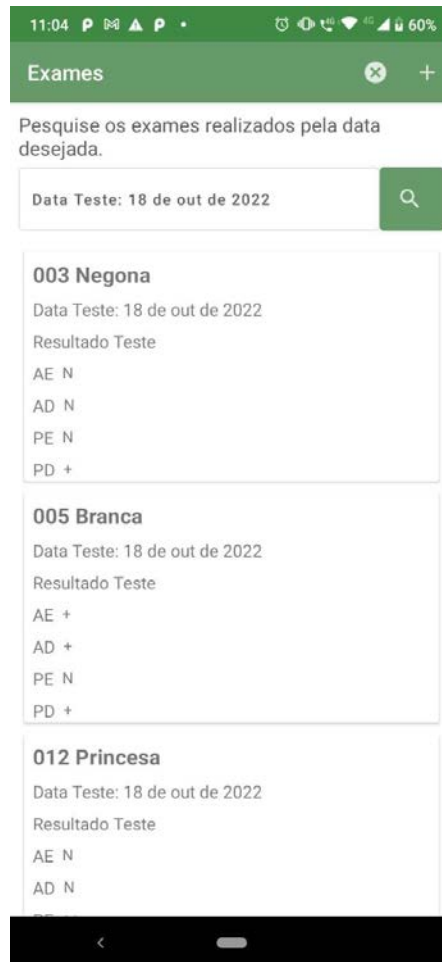 11:04 60%
Exames
Pesquise os exames realizados pela data
desejada.
Data Teste: 18 de out de 2022
003 Negona
Data Teste: 18 de out de 2022
Resultado Teste
AE N
AD N
PE N
PD +
005 Branca
Data Teste: 18 de out de 2022
Resultado Teste
AE +
AD +
PE N
PD +
012 Princesa
Data Teste: 18 de out de 2022
Resultado Teste
AE N
AD N